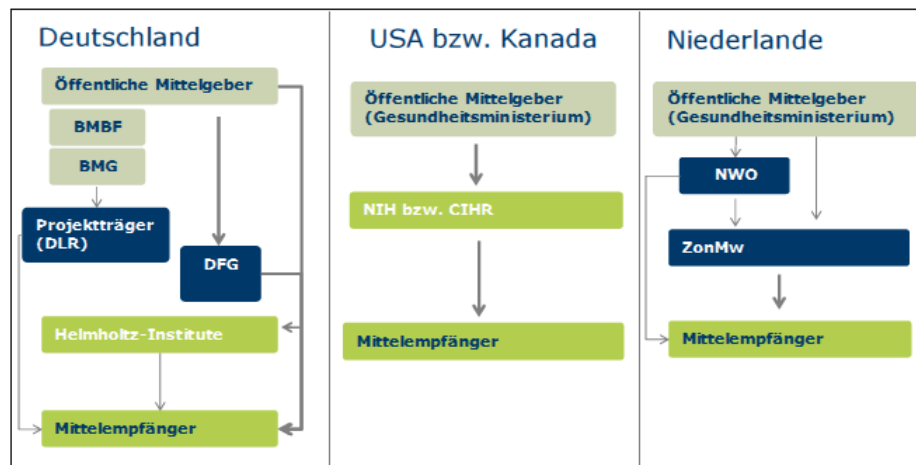 Deutschland
Öffentliche Mittelgeber
BMBF
BMG
Projektträger
(DLR)
DFG
Helmholtz-Institute
Mittelempfänger
USA bzw. Kanada
Öffentliche Mittelgeber
(Gesundheitsministerium)
NIH bzw. CIHR
Mittelempfänger
Niederlande
Öffentliche Mittelgeber
(Gesundheitsministerium)
NWO
ZonMw
Mittelempfänger